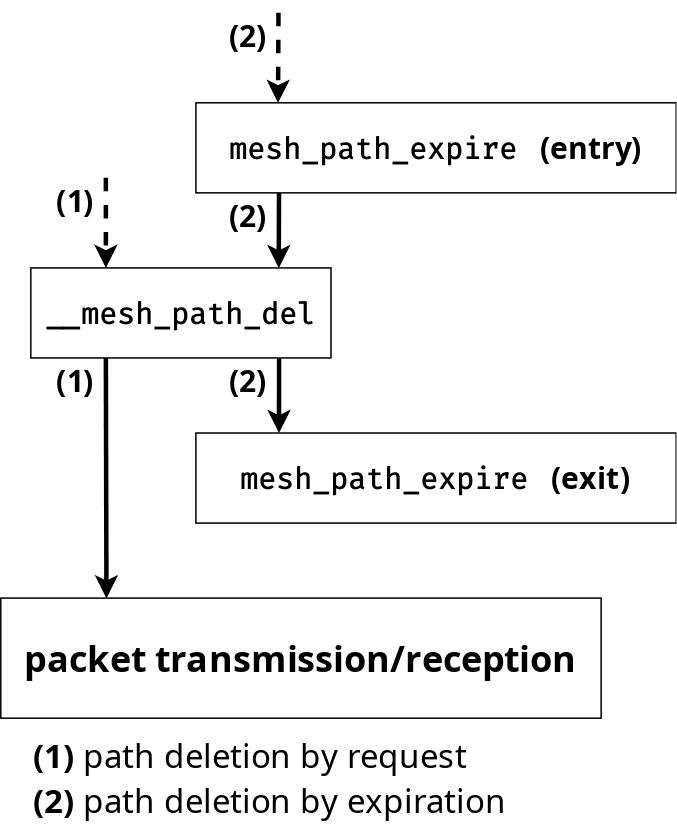 (2)
mesh_path_expire (entry)
(1)
(2)
__mesh_path_del
(1)
(2)
mesh_path_expire (exit)
packet transmission/reception
(1) path deletion by request
(2) path deletion by expiration